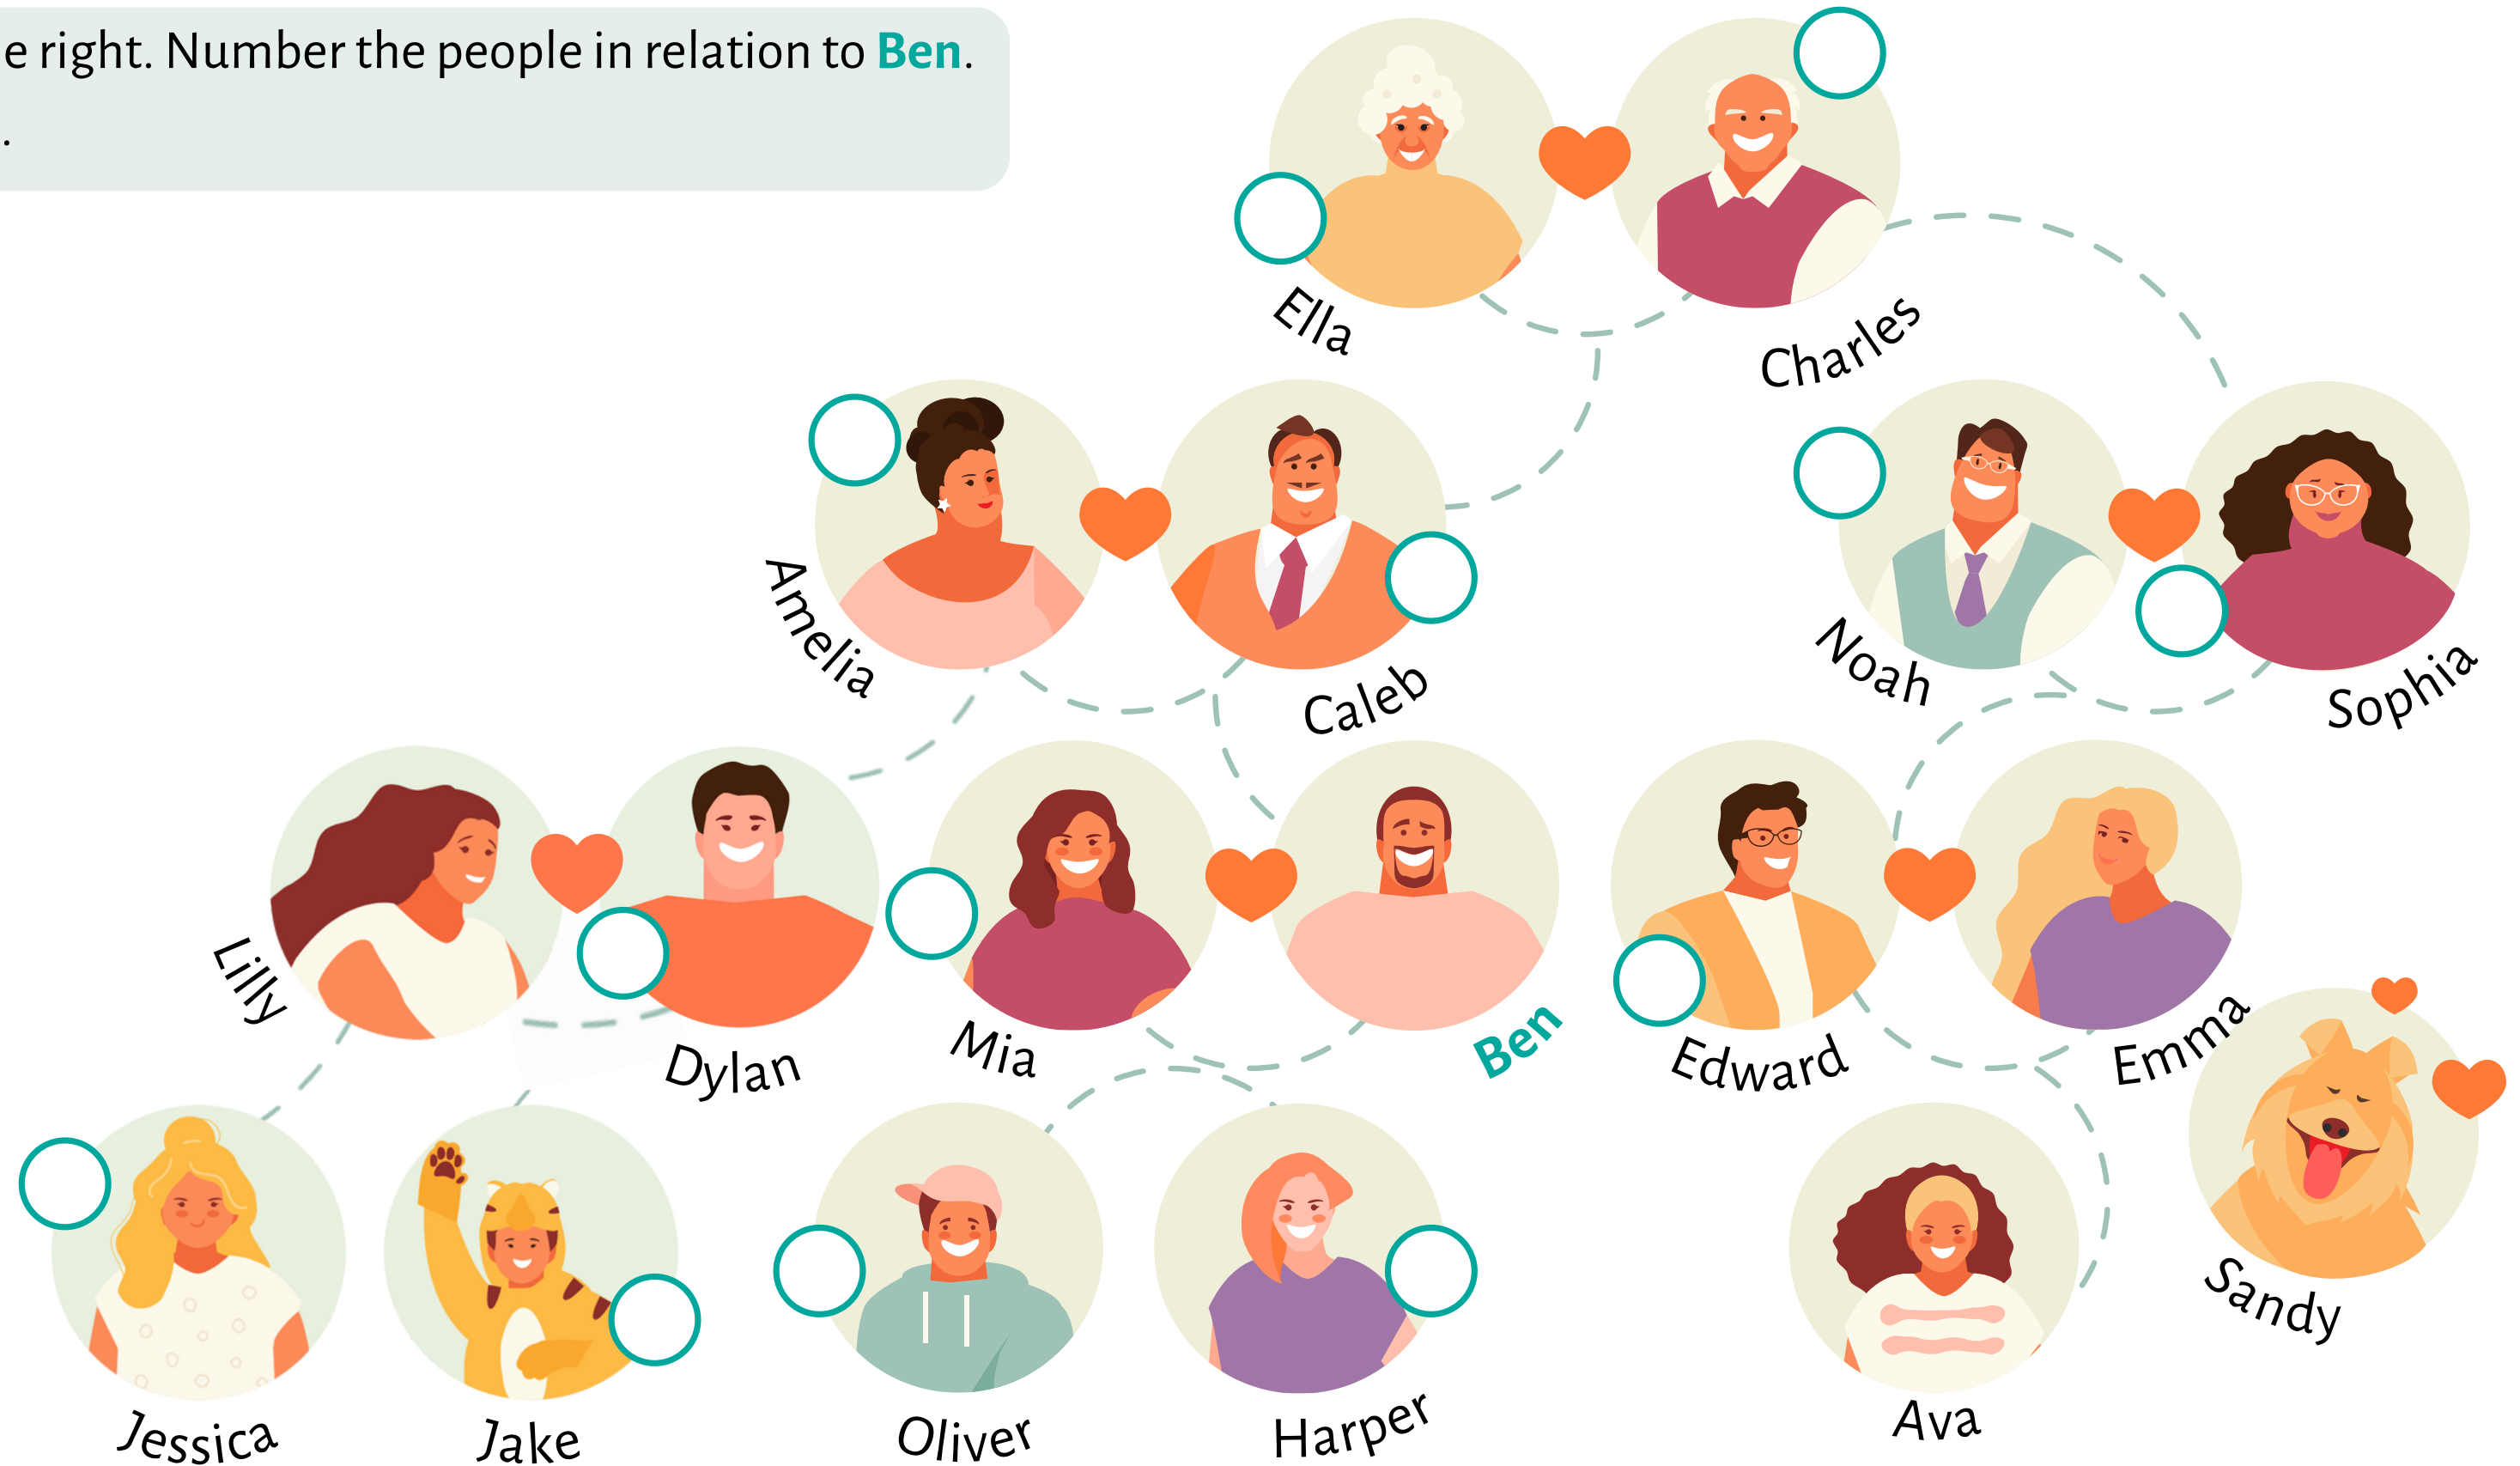 e right. Number the people in relation to Ben.
.
Ella
Charles
Amelia
Caleb
Noah
Sophia
Lilly
Dylan
Mia
Ben
Edward
Emma
Sandy
Jessica
Jake
Oliver
Harper
Ava